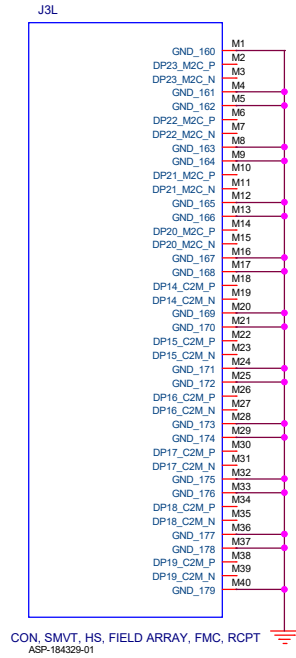 J3L
GND_160 M1
DP23_M2C_P M2
DP23_M2C_N M3
GND_161 M4
GND_162 M5
DP22_M2C_P M6
DP22_M2C_N M7
GND_163 M8
GND_164 M9
DP21_M2C_P M10
DP21_M2C_N M11
GND_165 M12
GND_166 M13
DP20_M2C_P M14
DP20_M2C_N M15
GND_167 M16
GND_168 M17
DP14_C2M_P M18
DP14_C2M_N M19
GND_169 M20
GND_170 M21
DP15_C2M_P M22
DP15_C2M_N M23
GND_171 M24
GND_172 M25
DP16_C2M_P M26
DP16_C2M_N M27
GND_173 M28
GND_174 M29
DP17_C2M_P M30
DP17_C2M_N M31
GND_175 M32
GND_176 M33
DP18_C2M_P M34
DP18_C2M_N M35
GND_177 M36
GND_178 M37
DP19_C2M_P M38
DP19_C2M_N M39
GND_179 M40
CON, SMVT, HS, FIELD ARRAY, FMC, RCPT
ASP-184329-01